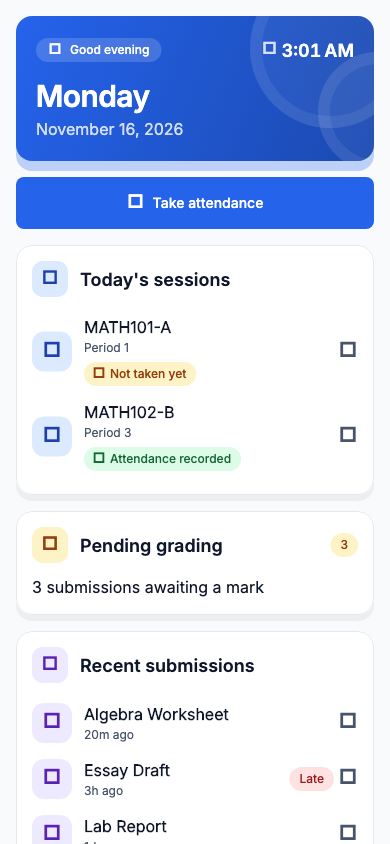 Good evening
3:01 AM
Monday
November 16, 2026
Take attendance
Today's sessions
MATH101-A
Period 1
Not taken yet
MATH102-B
Period 3
Attendance recorded
Pending grading
3
3 submissions awaiting a mark
Recent submissions
Algebra Worksheet
20m ago
Essay Draft
3h ago
Late
Lab Report